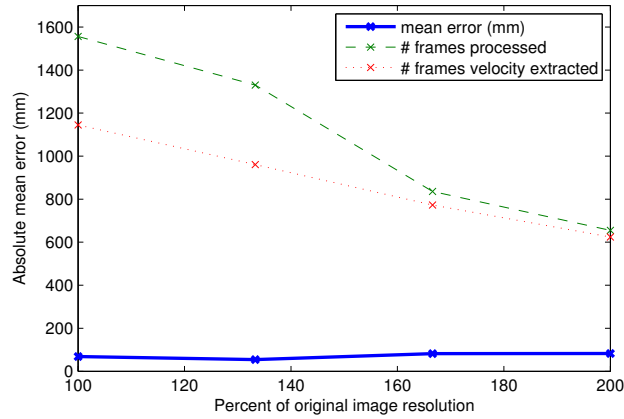 1600
1400
1200
1000
800
600
400
200
0
Absolute mean error (mm)
mean error (mm)
# frames processed
# frames velocity extracted
100 120 140 160 180 200
Percent of original image resolution